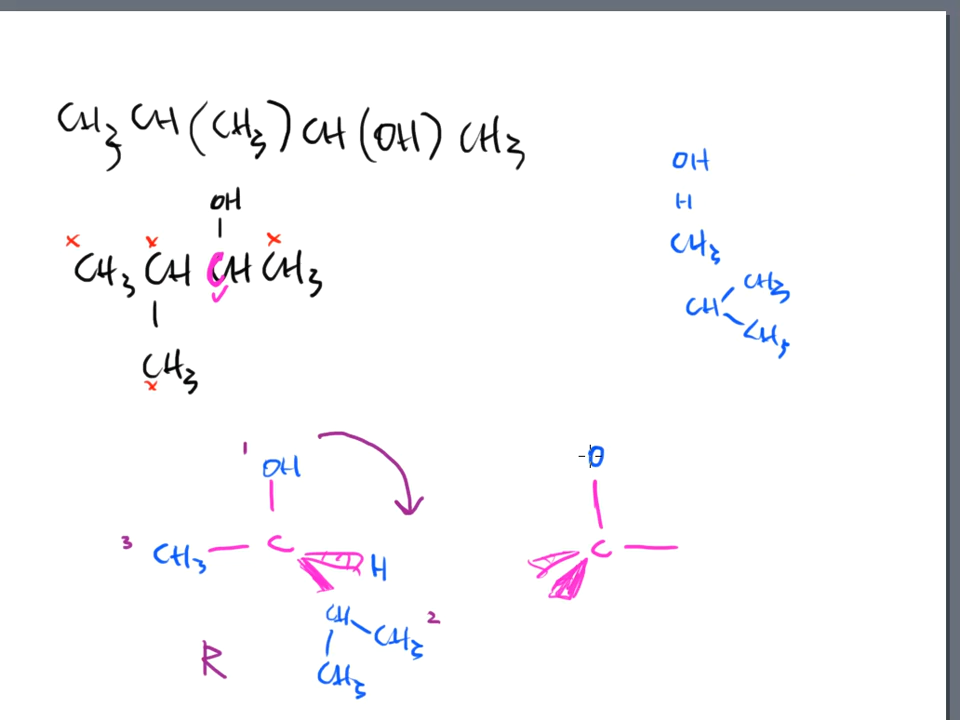 CH3CH(CH3)CH(OH)CH3
OH
x x x
CH3 CH CH CH3
CH3
x
OH
H
CH3
CH CH3
CH3
1
OH
3 CH3 C H
CH CH3 2
CH3
R
O
C